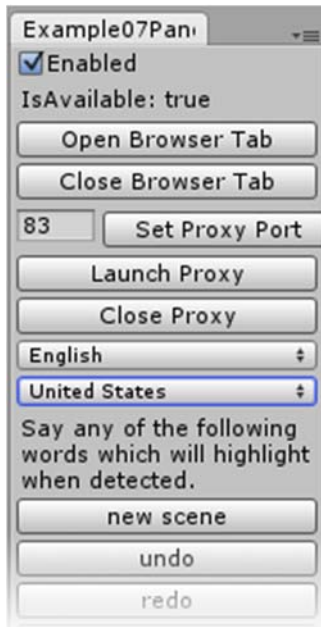 Example07Pan
Enabled
IsAvailable: true
Open Browser Tab
Close Browser Tab
83 Set Proxy Port
Launch Proxy
Close Proxy
English
United States
Say any of the following
words which will highlight
when detected.
new scene
undo
redo